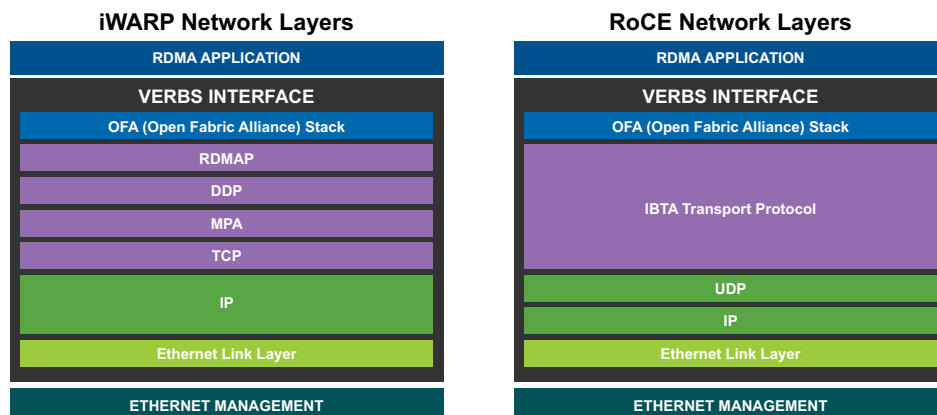 iWARP Network Layers
RDMA APPLICATION
VERBS INTERFACE
OFA (Open Fabric Alliance) Stack
RDMAP
DDP
MPA
TCP
IP
Ethernet Link Layer
ETHERNET MANAGEMENT
RoCE Network Layers
RDMA APPLICATION
VERBS INTERFACE
OFA (Open Fabric Alliance) Stack
IBTA Transport Protocol
UDP
IP
Ethernet Link Layer
ETHERNET MANAGEMENT